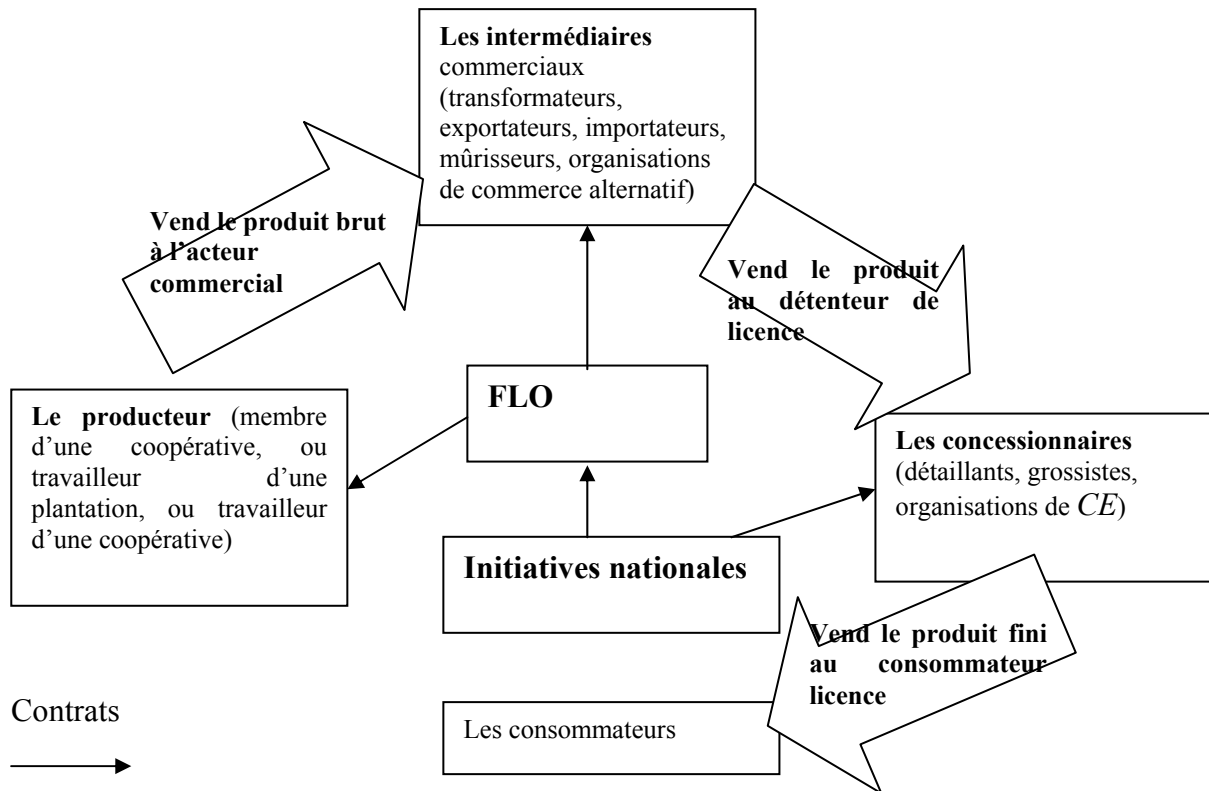 Les intermédiaires
commerciaux
(transformateurs,
exportateurs, importateurs,
mûrisseurs, organisations
de commerce alternatif)
Vend le produit brut
à l’acteur
commercial
Vend le produit
au détenteur de
licence
FLO
Le producteur (membre
d’une coopérative, ou
travailleur d’une
plantation, ou travailleur
d’une coopérative)
Les concessionnaires
(détaillants, grossistes,
organisations de CE)
Initiatives nationales
Vend le produit fini
au consommateur
licence
Contrats
Les consommateurs